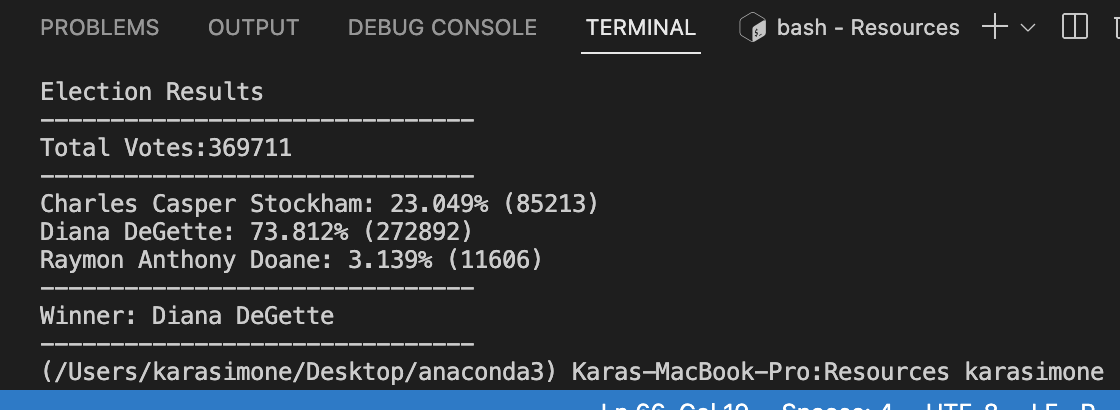 PROBLEMS OUTPUT DEBUG CONSOLE TERMINAL bash - Resources
Election Results
-------------------------------
Total Votes:369711
-------------------------------
Charles Casper Stockham: 23.049% (85213)
Diana DeGette: 73.812% (272892)
Raymon Anthony Doane: 3.139% (11606)
-------------------------------
Winner: Diana DeGette
-------------------------------
(/Users/karasimone/Desktop/anaconda3) Karas-MacBook-Pro:Resources karasimone